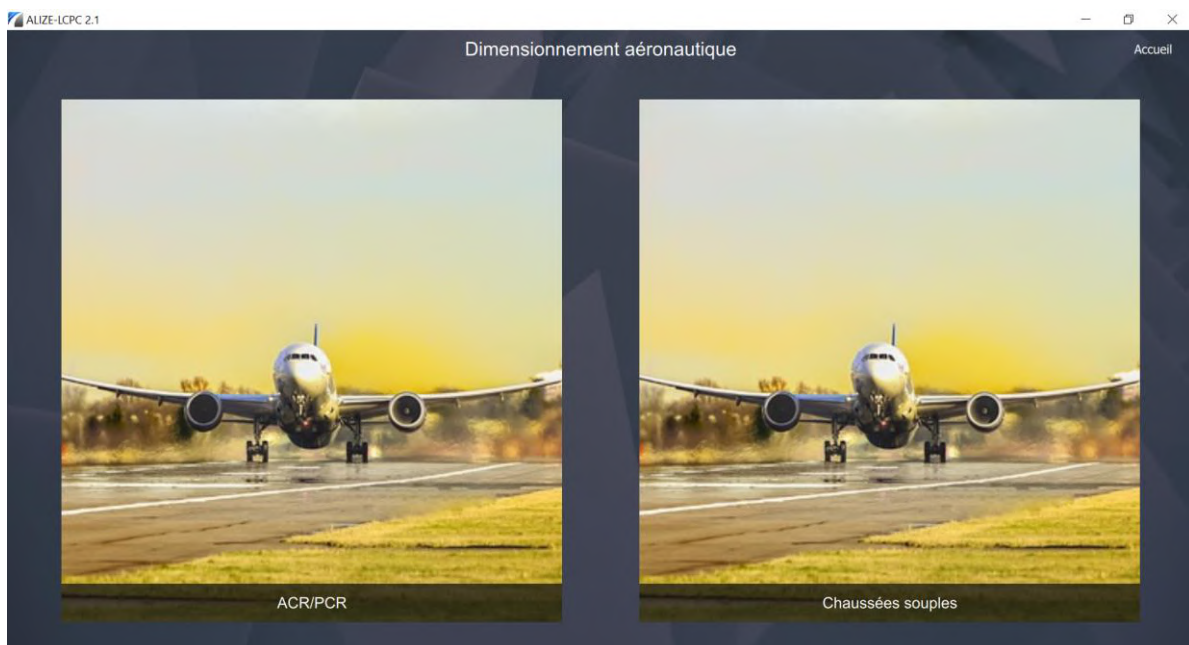 ALIZE-LCPC 2.1
Dimensionnement aéronautique
Accueil
ACR/PCR
Chaussées souples